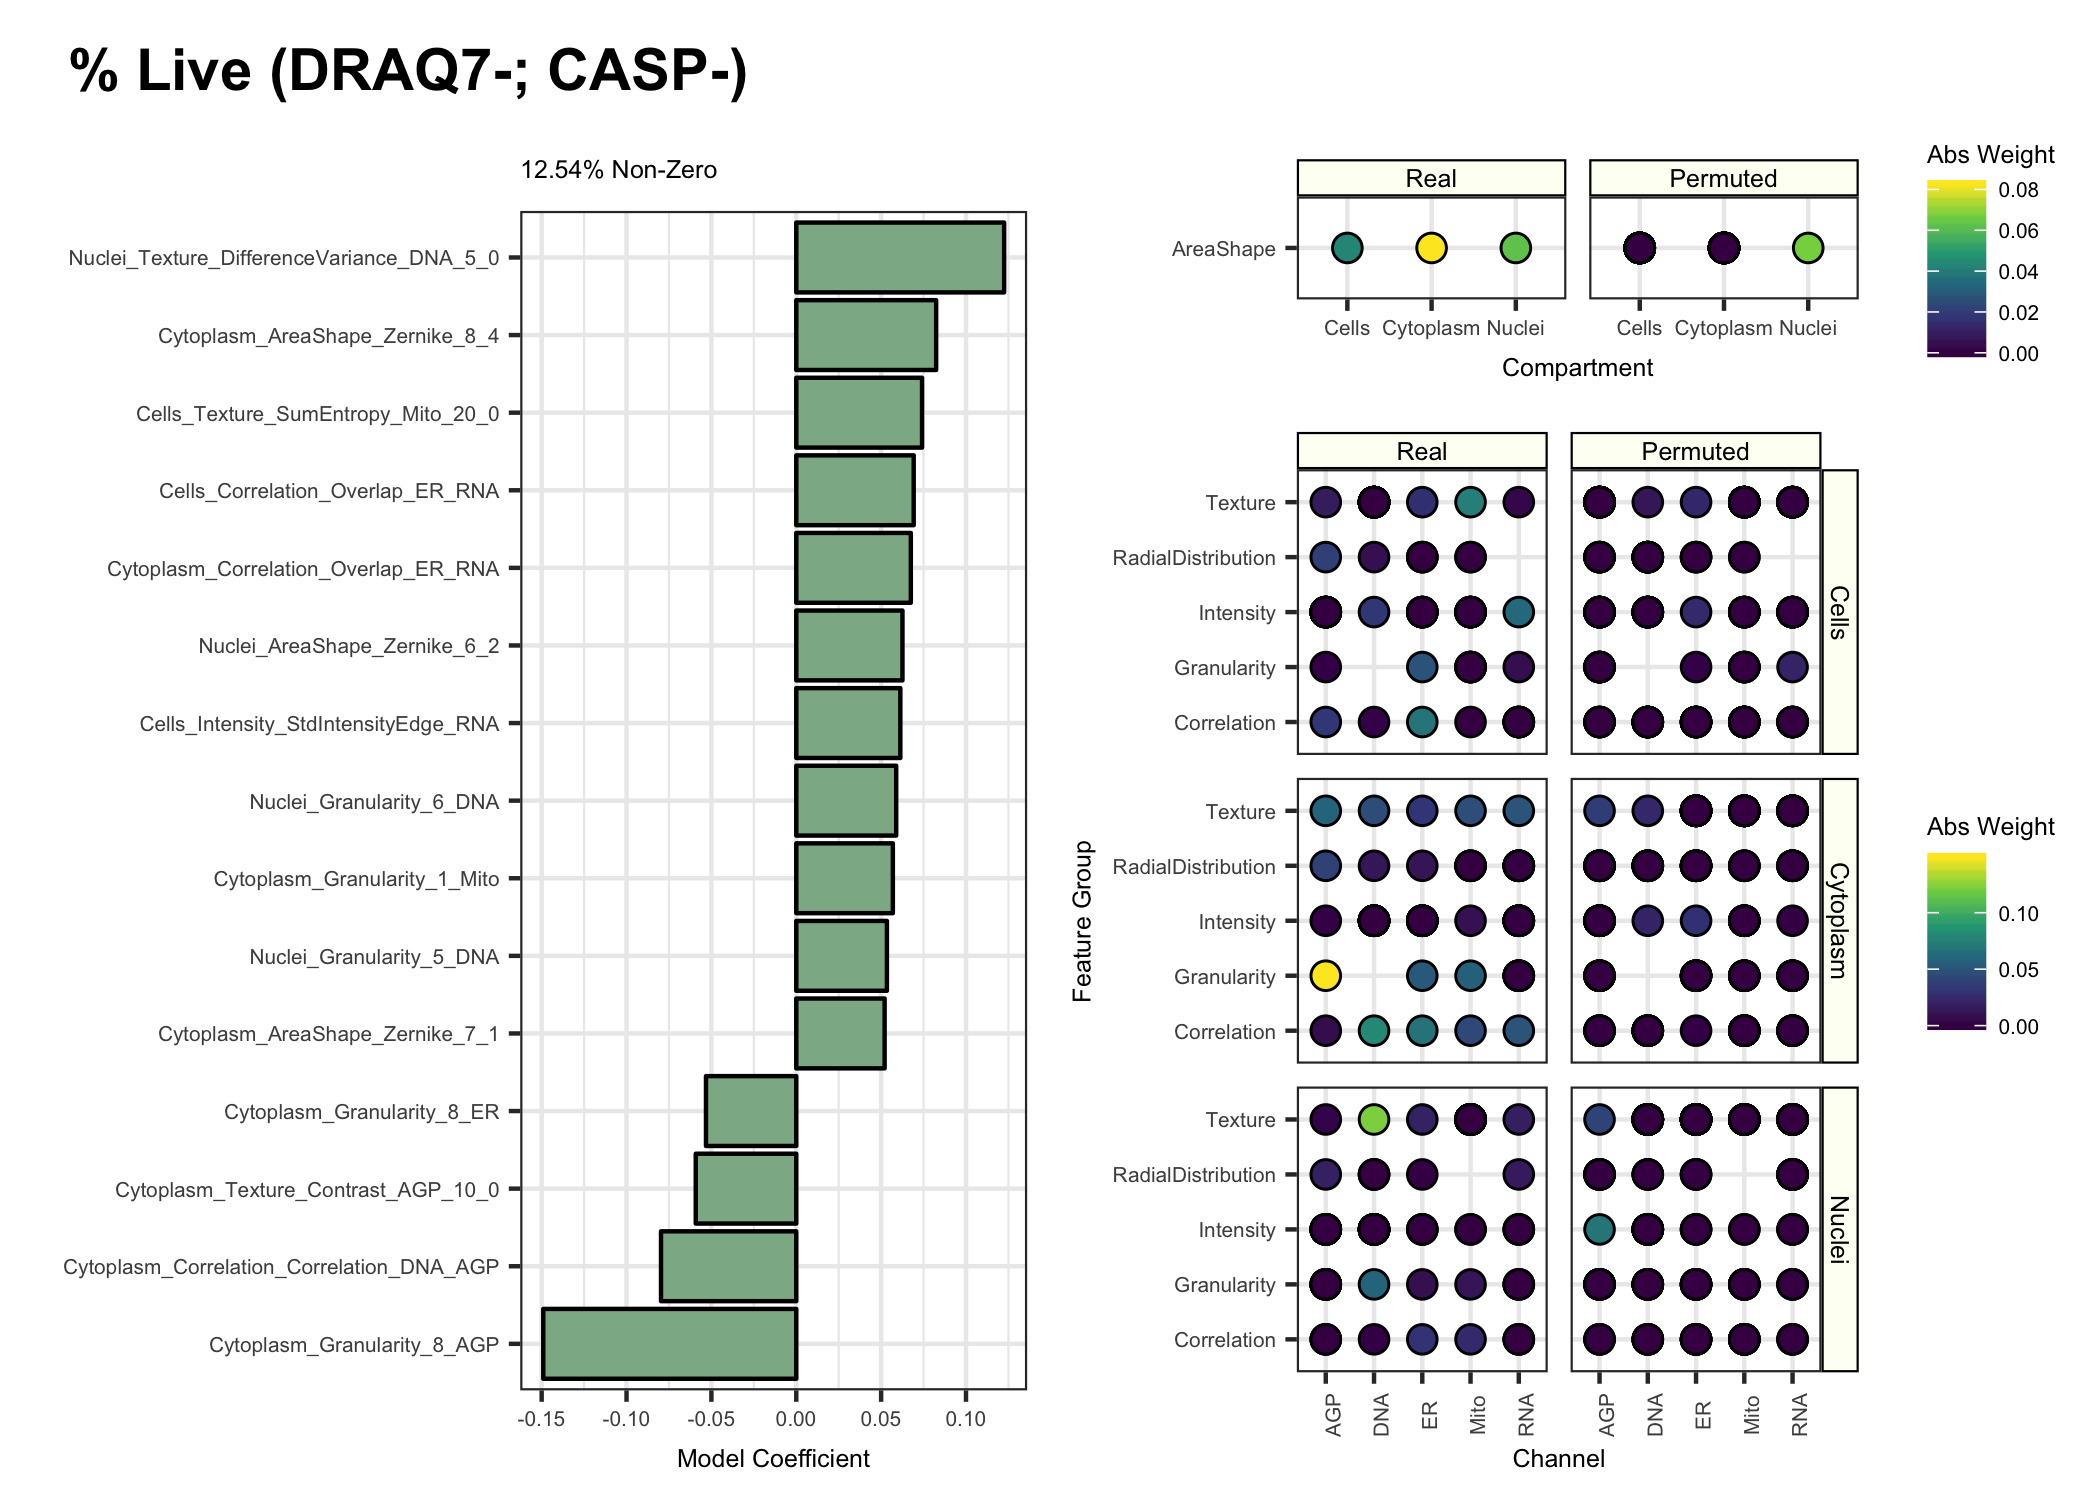 % Live (DRAQ7-; CASP-)
12.54% Non-Zero
Nuclei_Texture_DifferenceVariance_DNA_5_0
Cytoplasm_AreaShape_Zernike_8_4
Cells_Texture_SumEntropy_Mito_20_0
Cells_Correlation_Overlap_ER_RNA
Cytoplasm_Correlation_Overlap_ER_RNA
Nuclei_AreaShape_Zernike_6_2
Cells_Intensity_StdIntensityEdge_RNA
Nuclei_Granularity_6_DNA
Cytoplasm_Granularity_1_Mito
Nuclei_Granularity_5_DNA
Cytoplasm_AreaShape_Zernike_7_1
Cytoplasm_Granularity_8_ER
Cytoplasm_Texture_Contrast_AGP_10_0
Cytoplasm_Correlation_Correlation_DNA_AGP
Cytoplasm_Granularity_8_AGP
-0.15 -0.10 -0.05 0.00 0.05 0.10
Model Coefficient
Real Permuted
AreaShape
Cells Cytoplasm Nuclei Cells Cytoplasm Nuclei
Compartment
Abs Weight
0.08
0.06
0.04
0.02
0.00
Real Permuted
Feature Group
Texture
RadialDistribution
Intensity
Granularity
Correlation
Cells
Texture
RadialDistribution
Intensity
Granularity
Correlation
Cytoplasm
Texture
RadialDistribution
Intensity
Granularity
Correlation
Nuclei
AGP DNA ER Mito RNA AGP DNA ER Mito RNA
Channel
Abs Weight
0.10
0.05
0.00